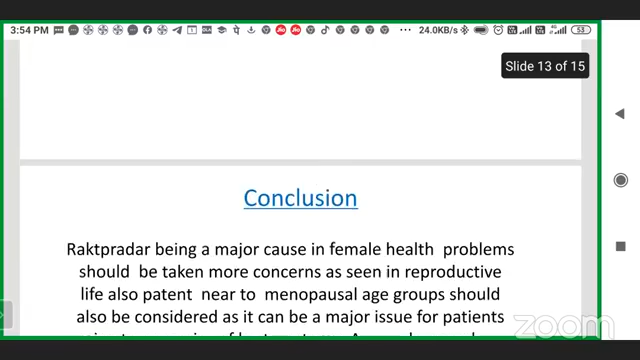 3:54 PM
24.0KB/s
53
Slide 13 of 15
Conclusion
Raktpradar being a major cause in female health problems
should be taken more concerns as seen in reproductive
life also patent near to menopausal age groups should
also be considered as it can be a major issue for patients
zoom